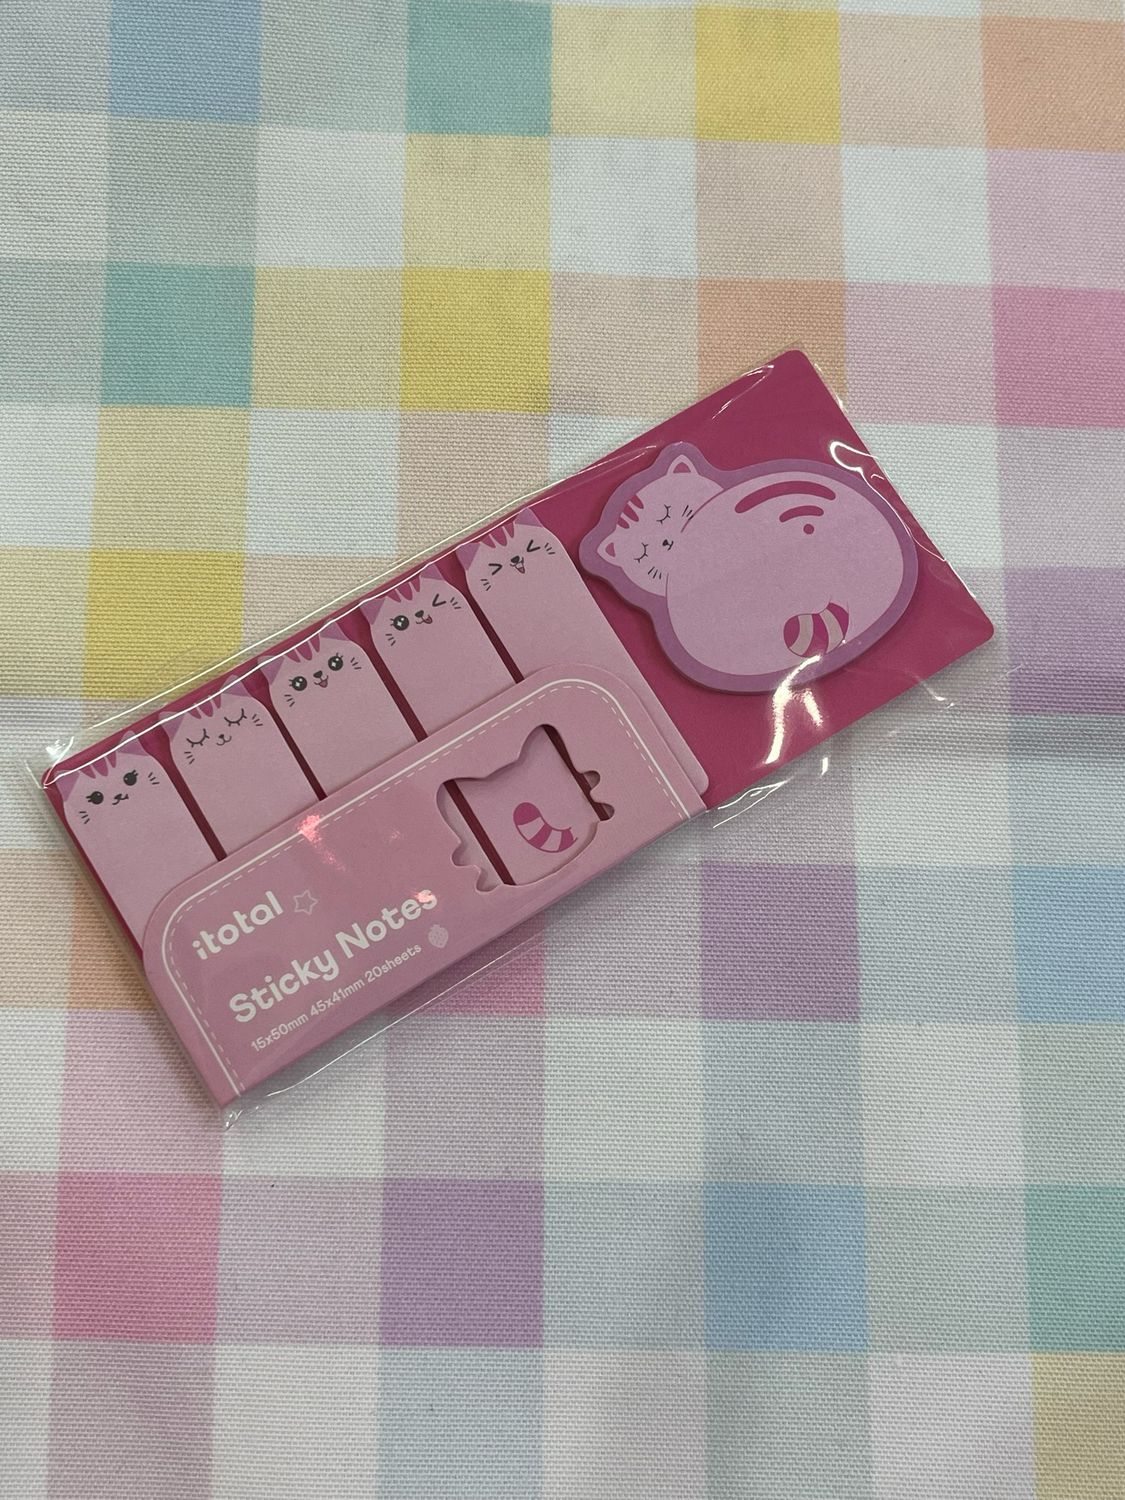 itotal
Sticky Notes
15x50mm 45x41mm 20sheets